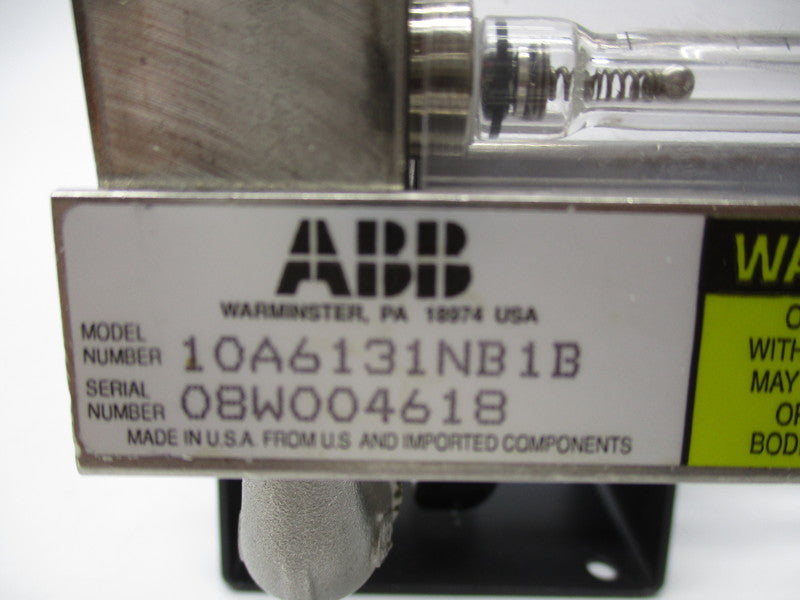 ABB
WARMINSTER, PA 18974 USA
MODEL
NUMBER 10A6131NB1B
SERIAL
NUMBER 08W004618
MADE IN U.S.A. FROM U.S AND IMPORTED COMPONENTS
WA
WITH
MAY
OR
BODI